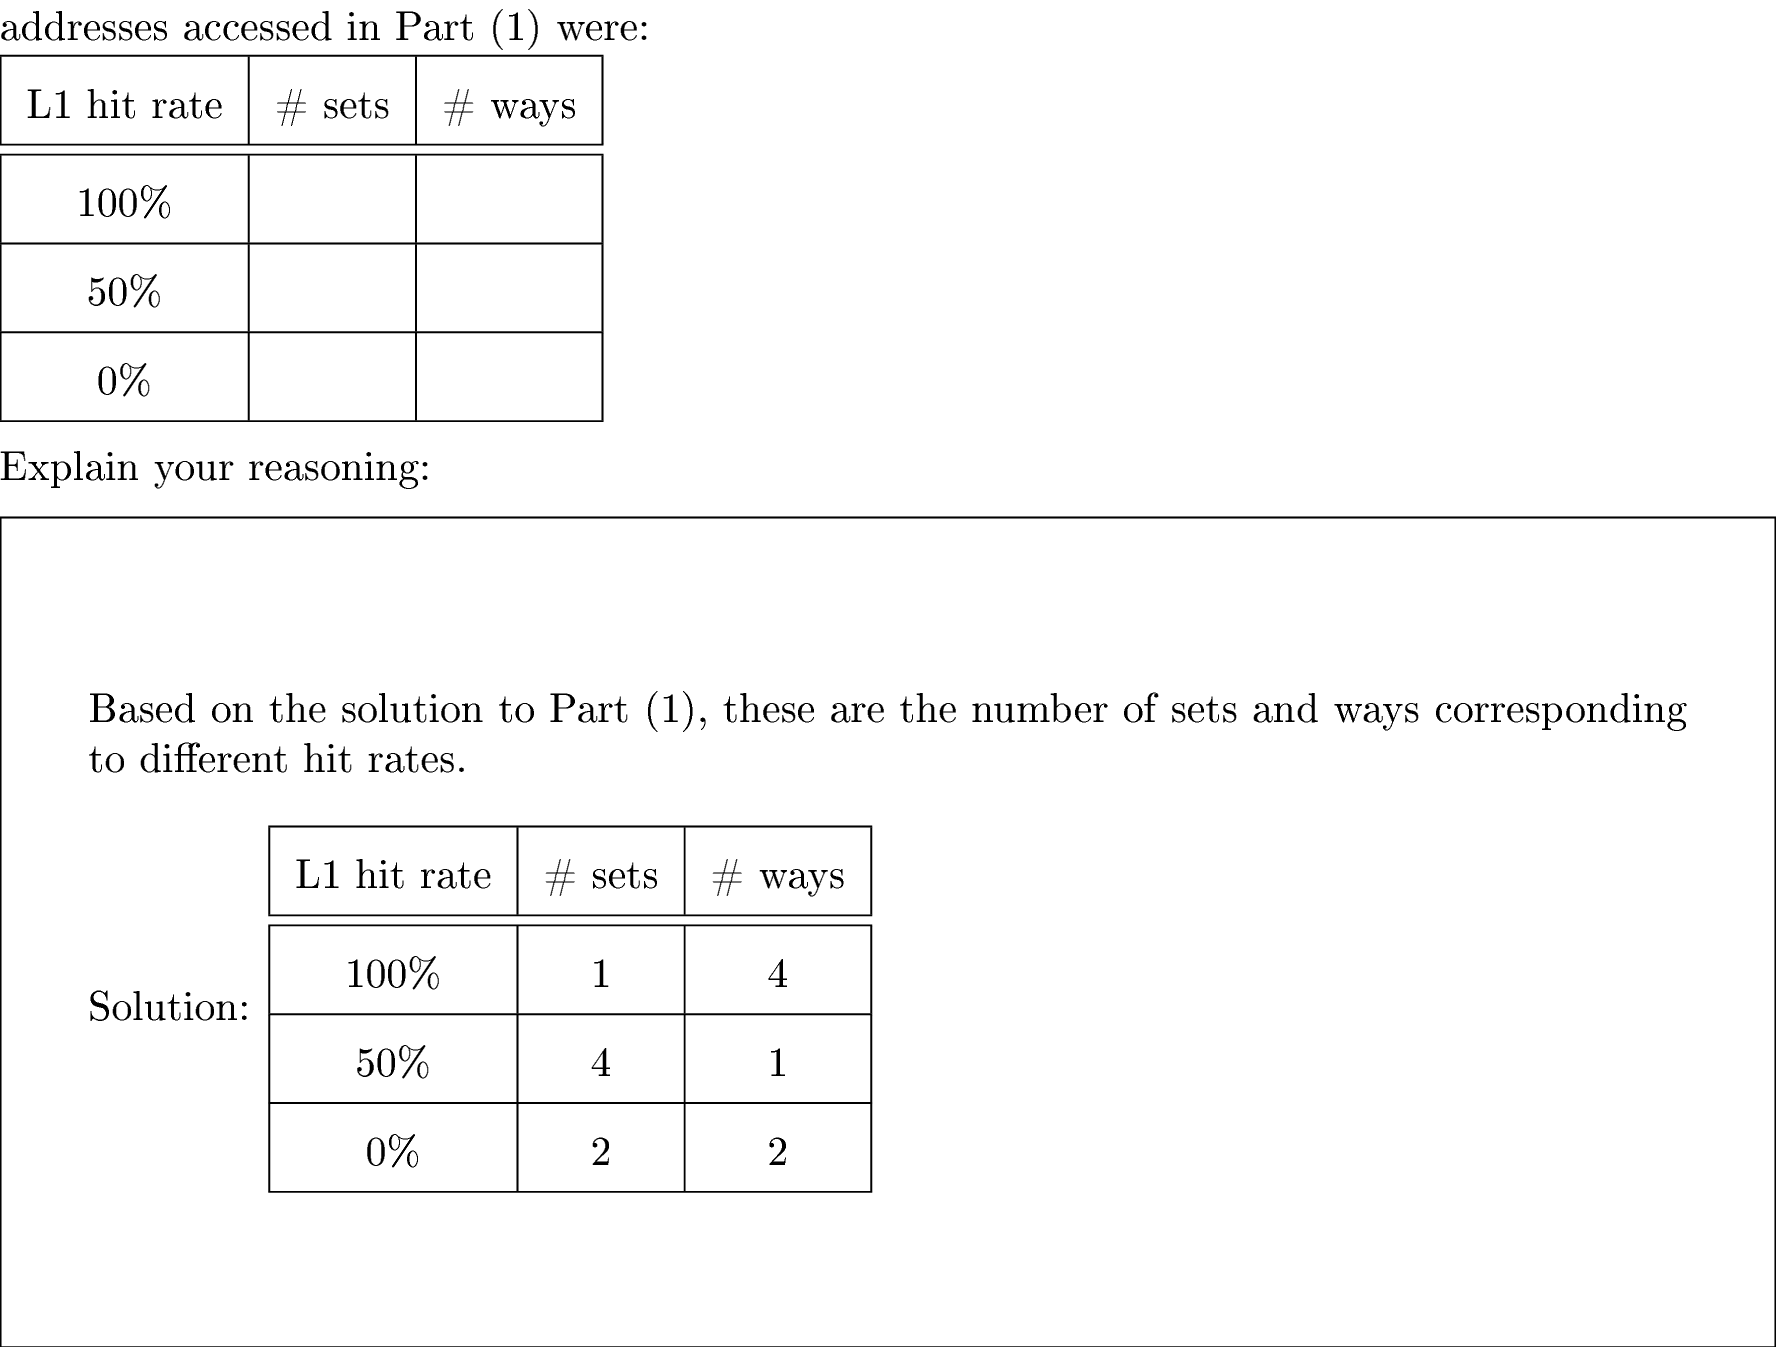 addresses accessed in Part (1) were:
L1 hit rate # sets # ways
100%
50%
0%
Explain your reasoning:
Based on the solution to Part (1), these are the number of sets and ways corresponding
to different hit rates.
L1 hit rate # sets # ways
100% 1 4
Solution:
50% 4 1
0% 2 2